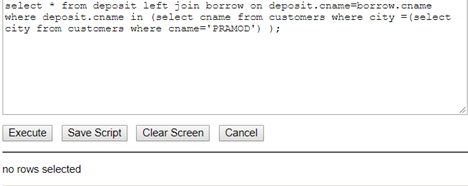 select * from deposit left join borrow on deposit.cname=borrow.cname
where deposit.cname in (select cname from customers where city =(select
city from customers where cname='PRAMOD') );
Execute Save Script Clear Screen Cancel
no rows selected